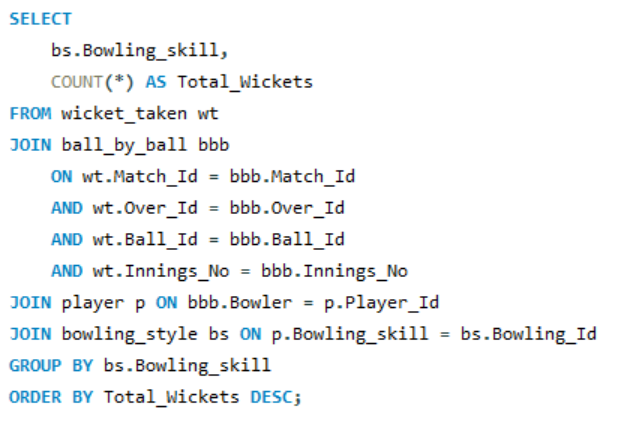 SELECT
    bs.Bowling_skill,
    COUNT(*) AS Total_Wickets
FROM wicket_taken wt
JOIN ball_by_ball bbb
    ON wt.Match_Id = bbb.Match_Id
    AND wt.Over_Id = bbb.Over_Id
    AND wt.Ball_Id = bbb.Ball_Id
    AND wt.Innings_No = bbb.Innings_No
JOIN player p ON bbb.Bowler = p.Player_Id
JOIN bowling_style bs ON p.Bowling_skill = bs.Bowling_Id
GROUP BY bs.Bowling_skill
ORDER BY Total_Wickets DESC;